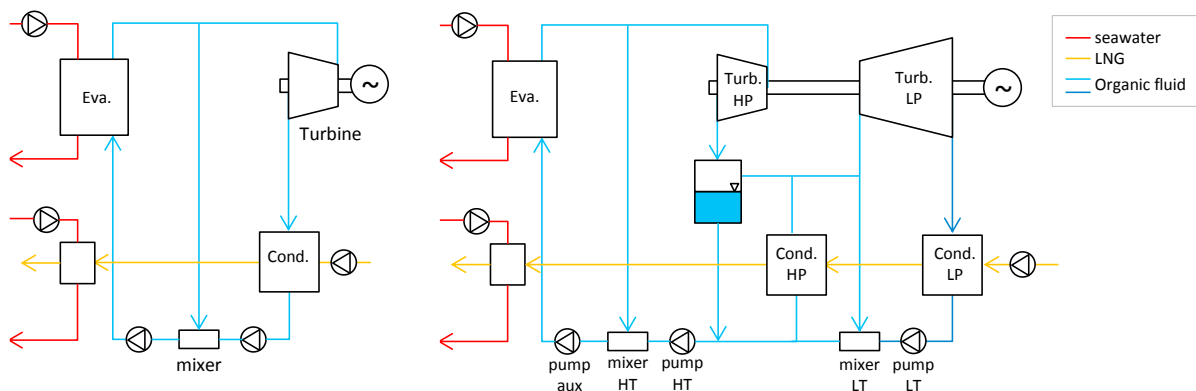 Eva.
Turbine
Cond.
mixer
Eva.
Turb.
HP
Turb.
LP
Cond.
HP
Cond.
LP
pump
aux
mixer
HT
pump
HT
mixer
LT
pump
LT
seawater
LNG
Organic fluid
~
~